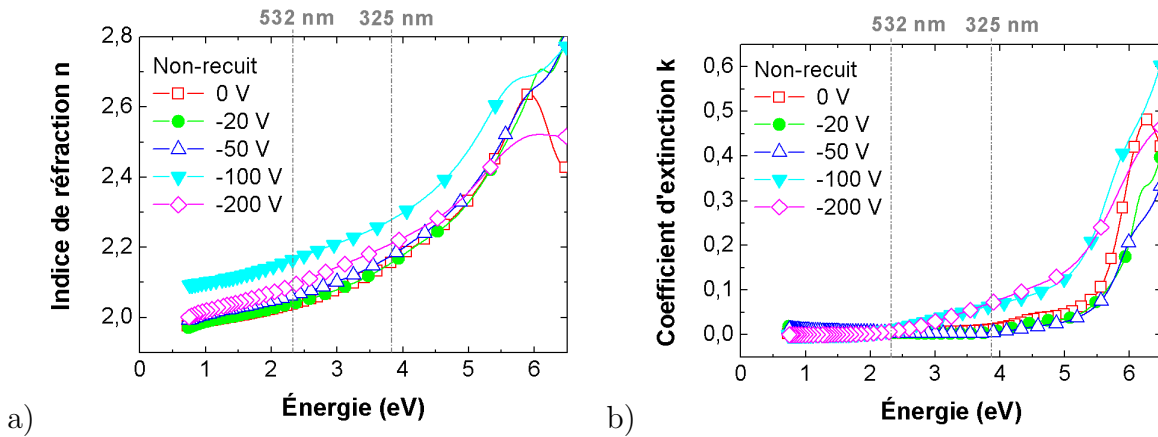 532 nm 325 nm
Indice de réfraction n
2,8
2,6
2,4
2,2
2,0
Non-recuit
0 V
-20 V
-50 V
-100 V
-200 V
0 1 2 3 4 5 6
Énergie (eV)
a)
532 nm 325 nm
Coefficient d'extinction k
0,6
0,5
0,4
0,3
0,2
0,1
0,0
Non-recuit
0 V
-20 V
-50 V
-100 V
-200 V
0 1 2 3 4 5 6
Énergie (eV)
b)